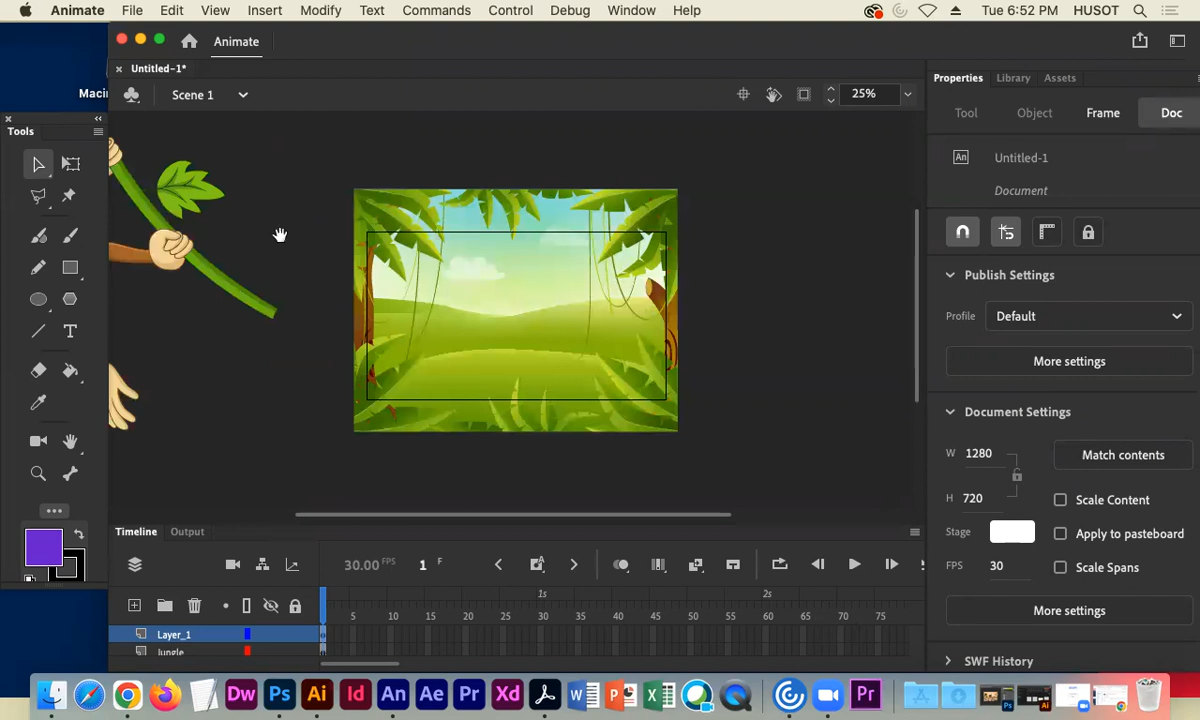 Animate File Edit View Insert Modify Text Commands Control Debug Window Help Tue 6:52 PM HUSOT
Animate
Untitled-1*
Macin
Scene 1 25%
Tools
Properties Library Assets
Tool Object Frame Doc
An Untitled-1
Document
Publish Settings
Profile Default
More settings
Document Settings
W 1280 Match contents
H 720 Scale Content
Stage Apply to pasteboard
FPS 30 Scale Spans
More settings
SWF History
T
Timeline Output
30.00 FPS 1 F
1s 2s
5 10 15 20 25 30 35 40 45 50 55 60 65 70 75
Layer_1
Jungle
Dw Ps Ai Id An Ae Pr Xd W P X Pr